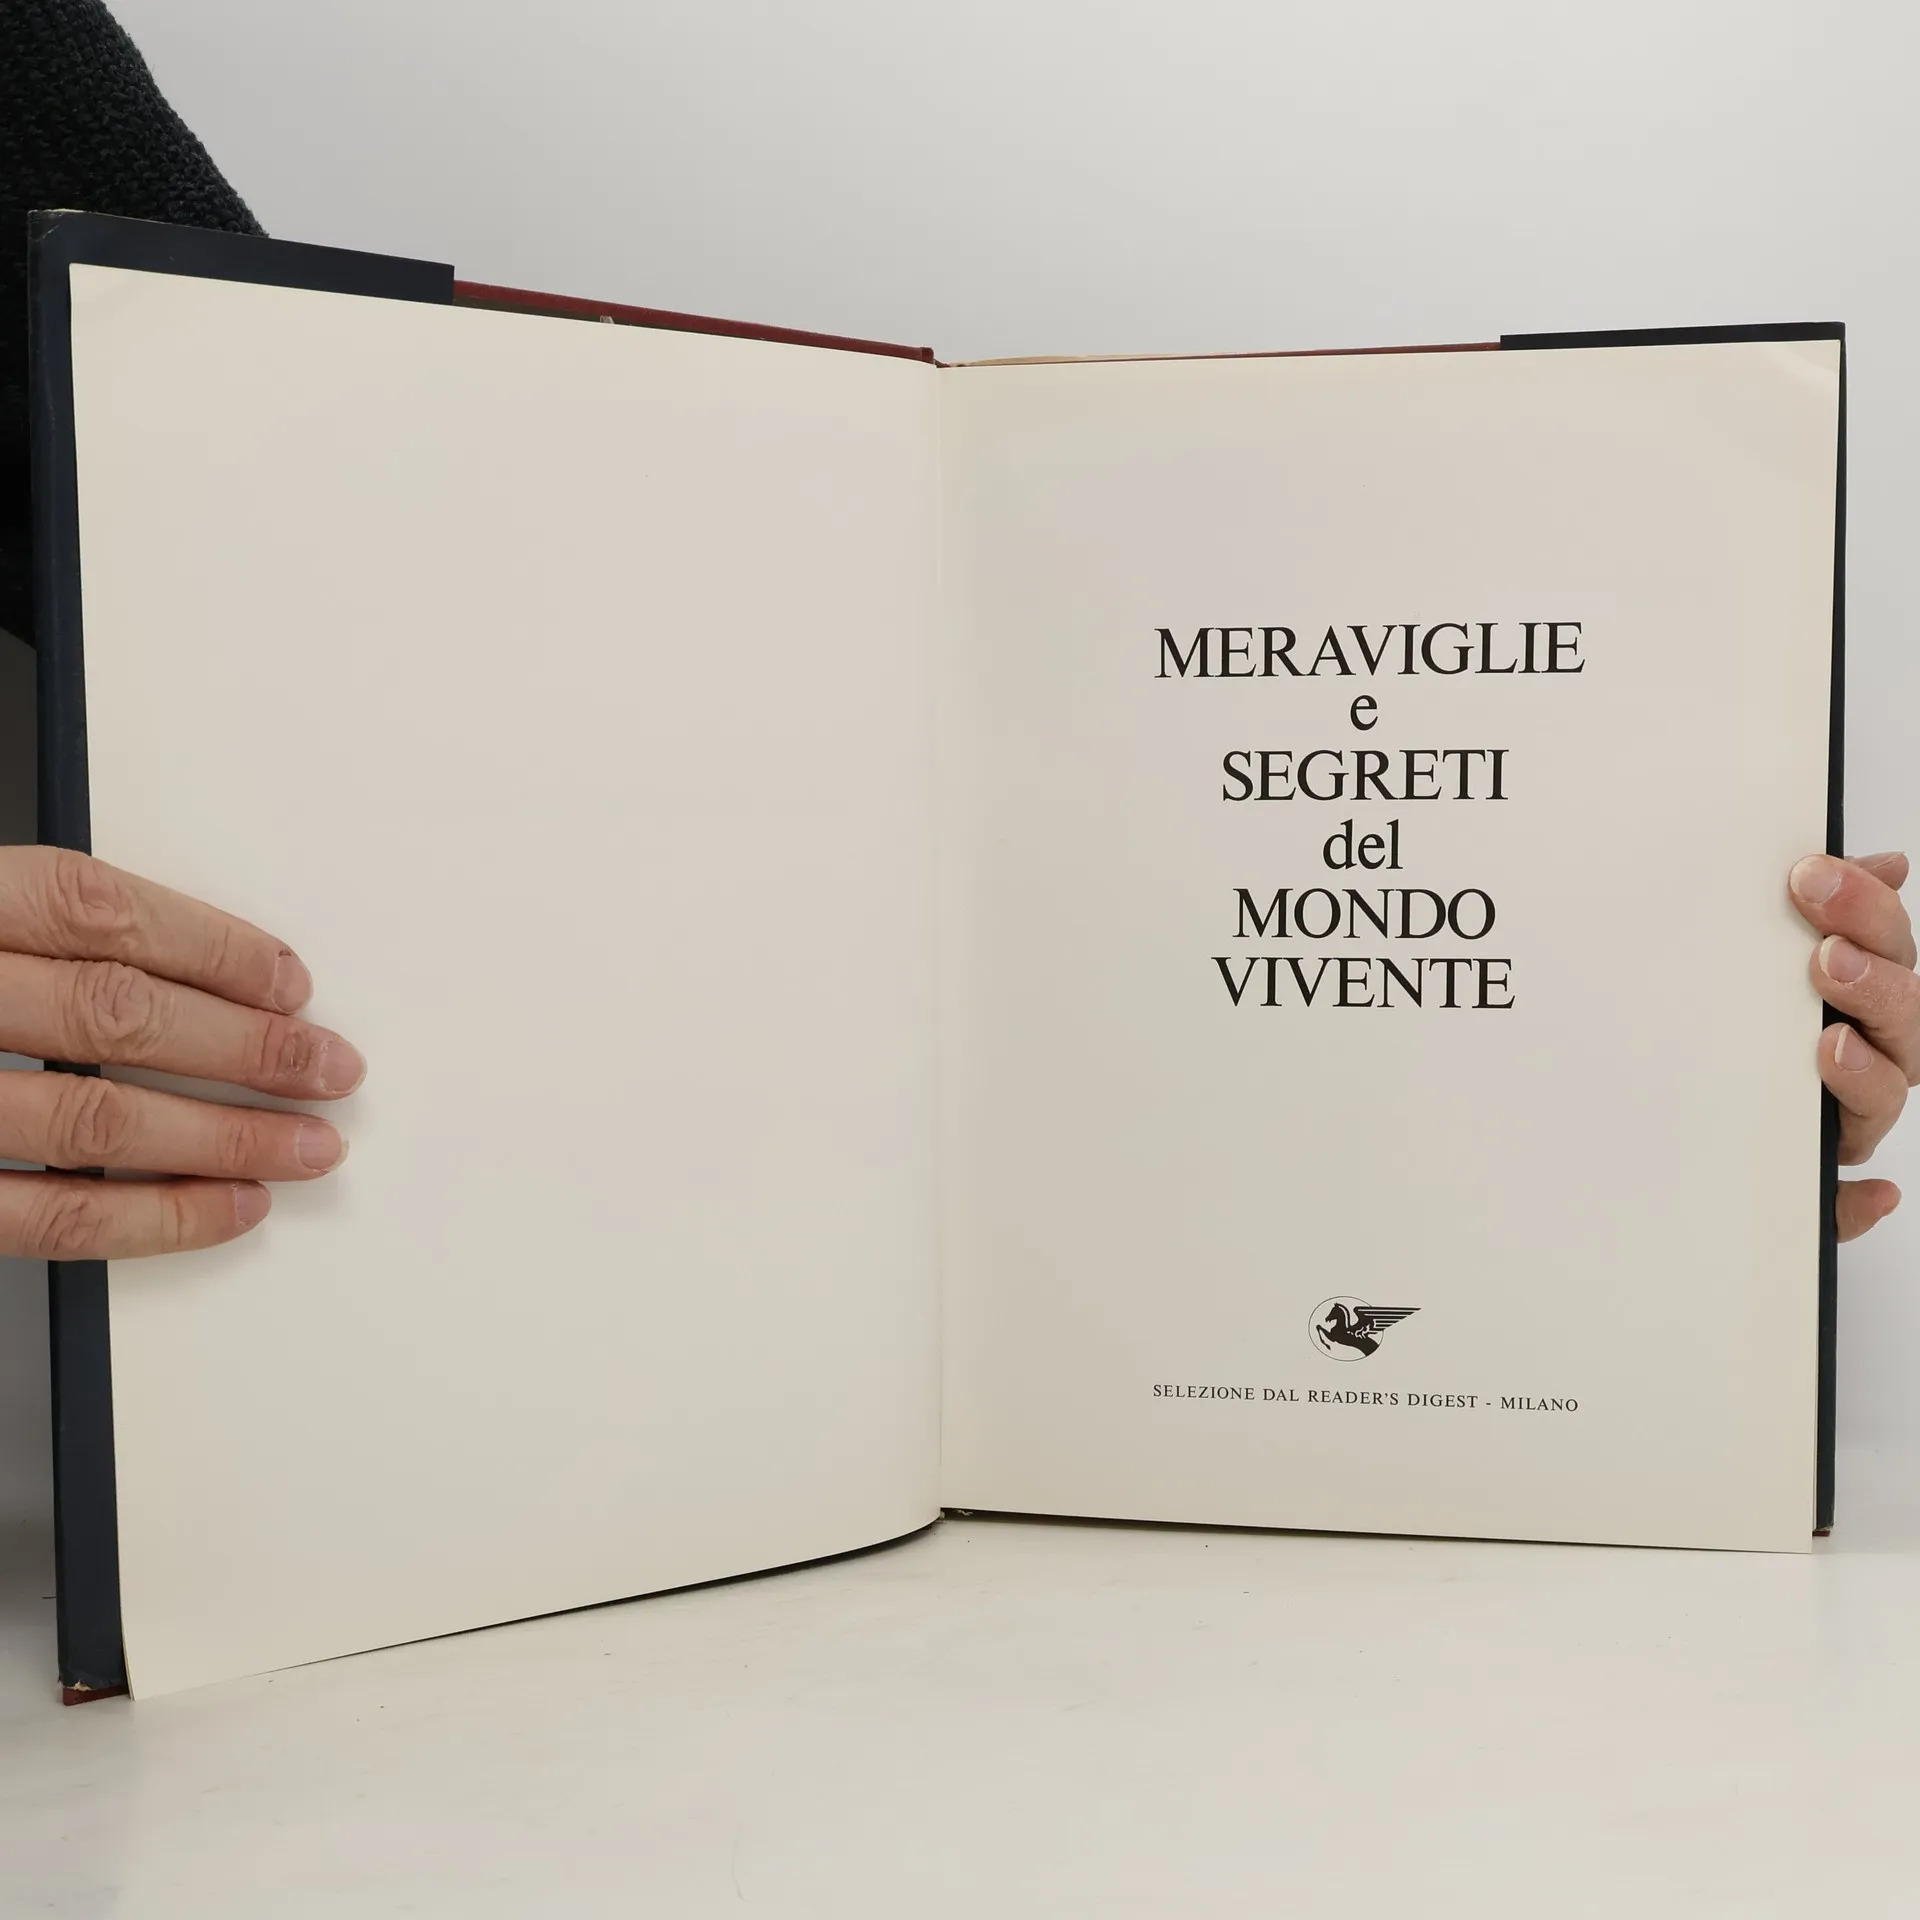 MERAVIGLIE
e
SEGRETI
del
MONDO
VIVENTE
SELEZIONE DAL READER'S DIGEST - MILANO